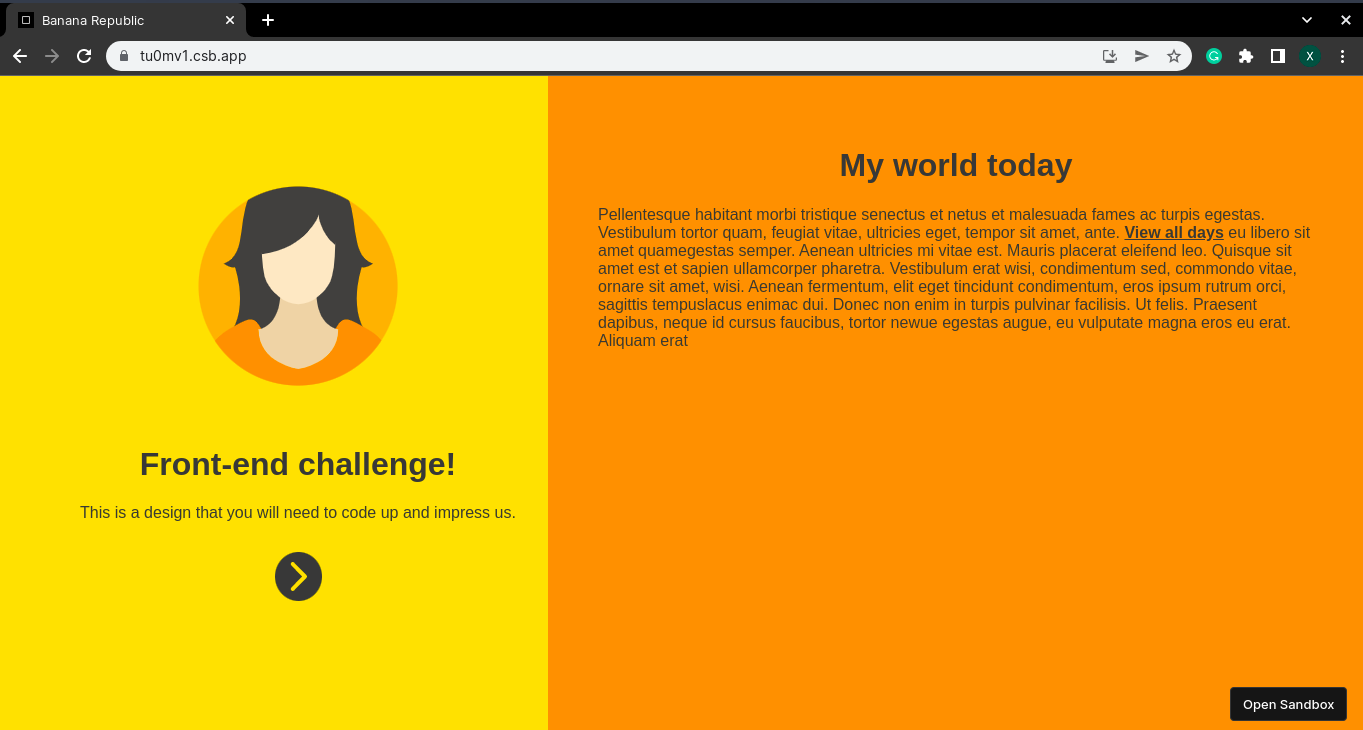 Banana Republic
tu0mv1.csb.app
X
Front-end challenge!
This is a design that you will need to code up and impress us.
My world today
Pellentesque habitant morbi tristique senectus et netus et malesuada fames ac turpis egestas.
Vestibulum tortor quam, feugiat vitae, ultricies eget, tempor sit amet, ante. View all days eu libero sit
amet quamegestas semper. Aenean ultricies mi vitae est. Mauris placerat eleifend leo. Quisque sit
amet est et sapien ullamcorper pharetra. Vestibulum erat wisi, condimentum sed, commondo vitae,
ornare sit amet, wisi. Aenean fermentum, elit eget tincidunt condimentum, eros ipsum rutrum orci,
sagittis tempuslacus enimac dui. Donec non enim in turpis pulvinar facilisis. Ut felis. Praesent
dapibus, neque id cursus faucibus, tortor newue egestas augue, eu vulputate magna eros eu erat.
Aliquam erat
Open Sandbox